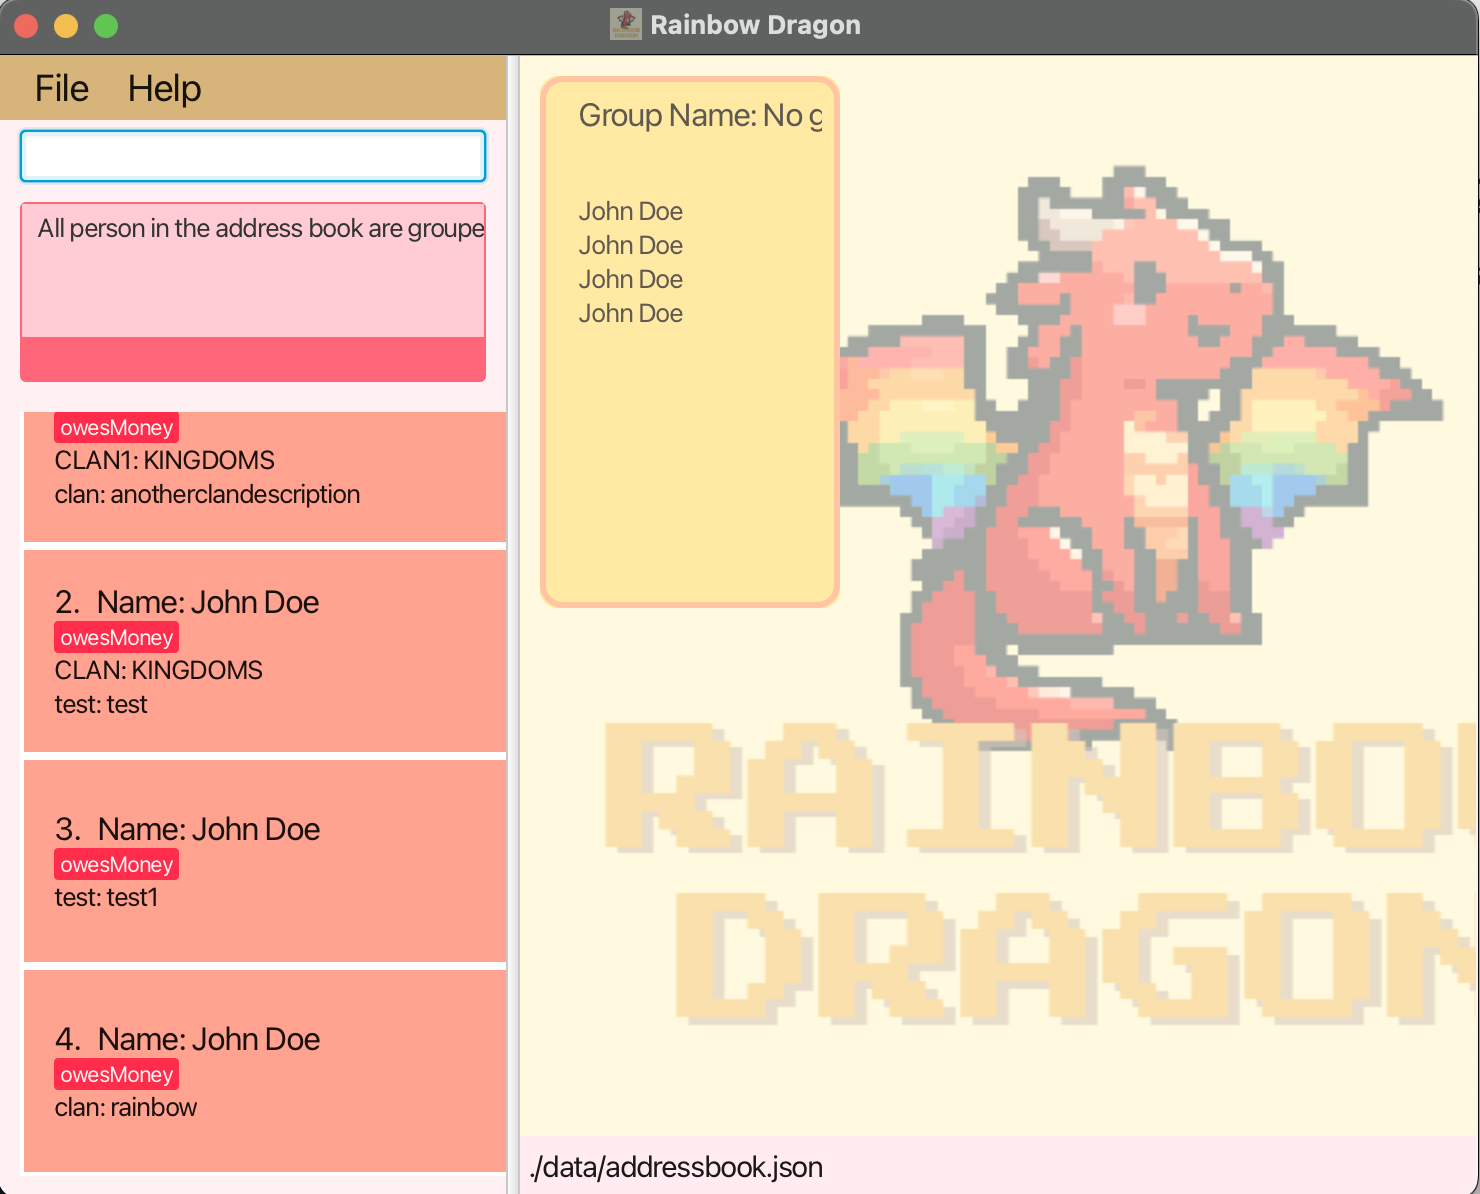 Rainbow Dragon
File Help
All person in the address book are groupe
owesMoney
CLAN1: KINGDOMS
clan: anotherclandescription
2. Name: John Doe
owesMoney
CLAN: KINGDOMS
test: test
3. Name: John Doe
owesMoney
test: test1
4. Name: John Doe
owesMoney
clan: rainbow
Group Name: No g
John Doe
John Doe
John Doe
John Doe
RAINBO
DRAGON
./data/addressbook.json